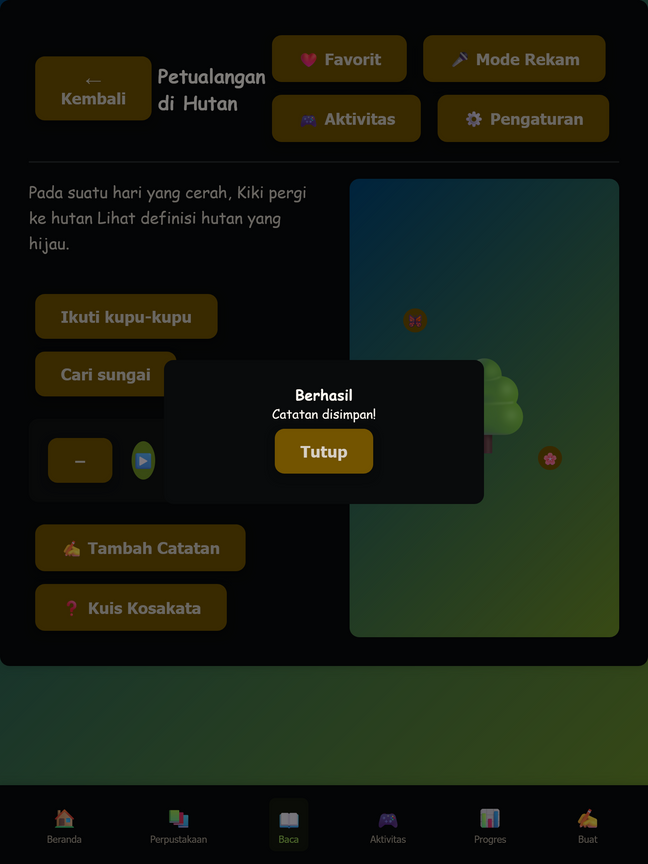 ←
Kembali
Petualangan
di Hutan
Favorit
Mode Rekam
Aktivitas
Pengaturan
Pada suatu hari yang cerah, Kiki pergi
ke hutan Lihat definisi hutan yang
hijau.
Ikuti kupu-kupu
Cari sungai
Berhasil
Catatan disimpan!
Tutup
–
Tambah Catatan
Kuis Kosakata
Beranda
Perpustakaan
Baca
Aktivitas
Progres
Buat